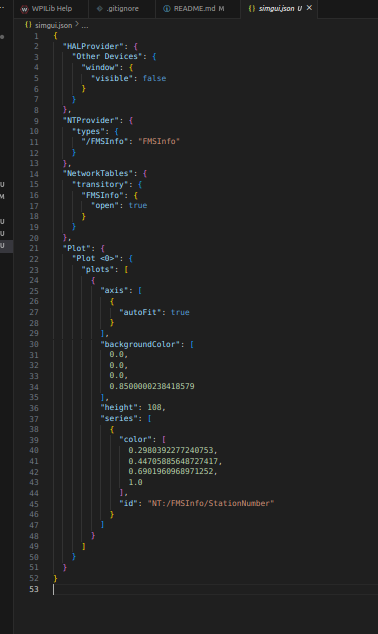 WPILib Help
.gitignore
README.md M
{} simgui.json U ×
{} simgui.json > ...
1 {
2 "HALProvider": {
3 "Other Devices": {
4 "window": {
5 "visible": false
6 }
7 }
8 },
9 "NTProvider": {
10 "types": {
11 "/FMSInfo": "FMSInfo"
12 }
13 },
14 "NetworkTables": {
15 "transitory": {
16 "FMSInfo": {
17 "open": true
18 }
19 }
20 },
21 "Plot": {
22 "Plot <0>": {
23 "plots": [
24 {
25 "axis": [
26 {
27 "autoFit": true
28 }
29 ],
30 "backgroundColor": [
31 0.0,
32 0.0,
33 0.0,
34 0.8500000238418579
35 ],
36 "height": 108,
37 "series": [
38 {
39 "color": [
40 0.2980392277240753,
41 0.44705885648727417,
42 0.6901960968971252,
43 1.0
44 ],
45 "id": "NT:/FMSInfo/StationNumber"
46 }
47 ]
48 }
49 ]
50 }
51 }
52 }
53
U
M
U
U
U